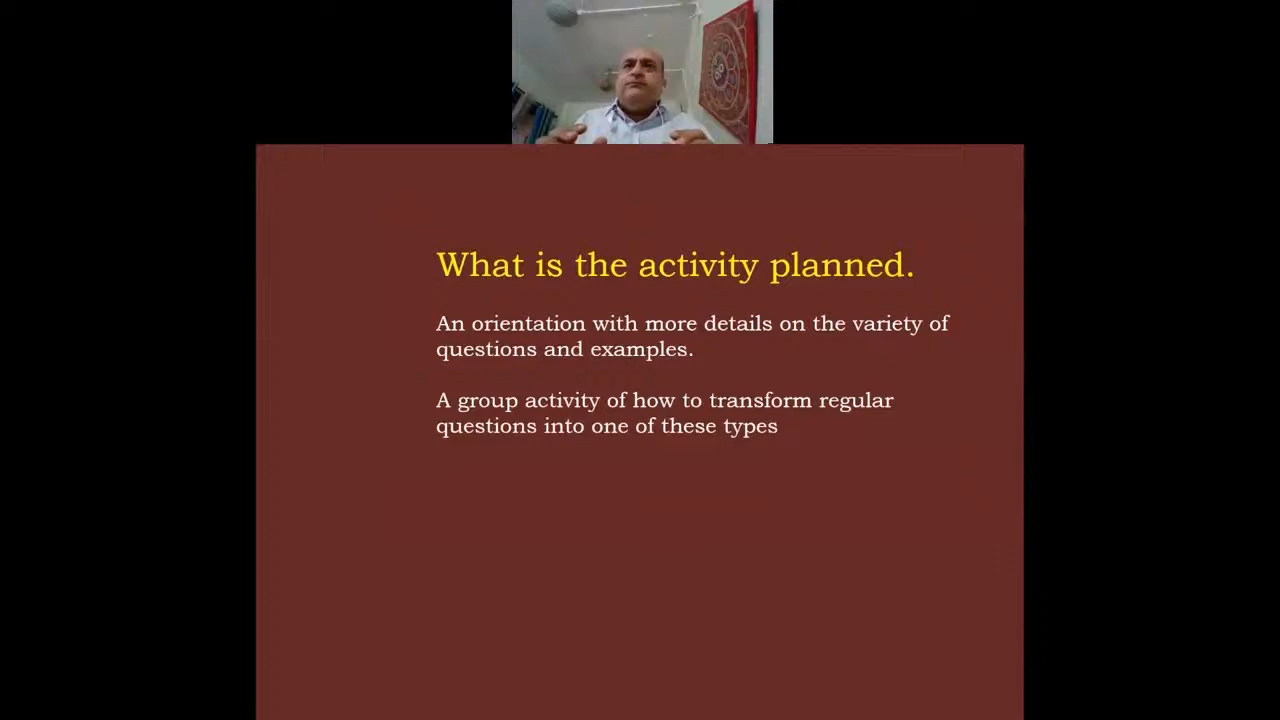 What is the activity planned.
An orientation with more details on the variety of
questions and examples.
A group activity of how to transform regular
questions into one of these types